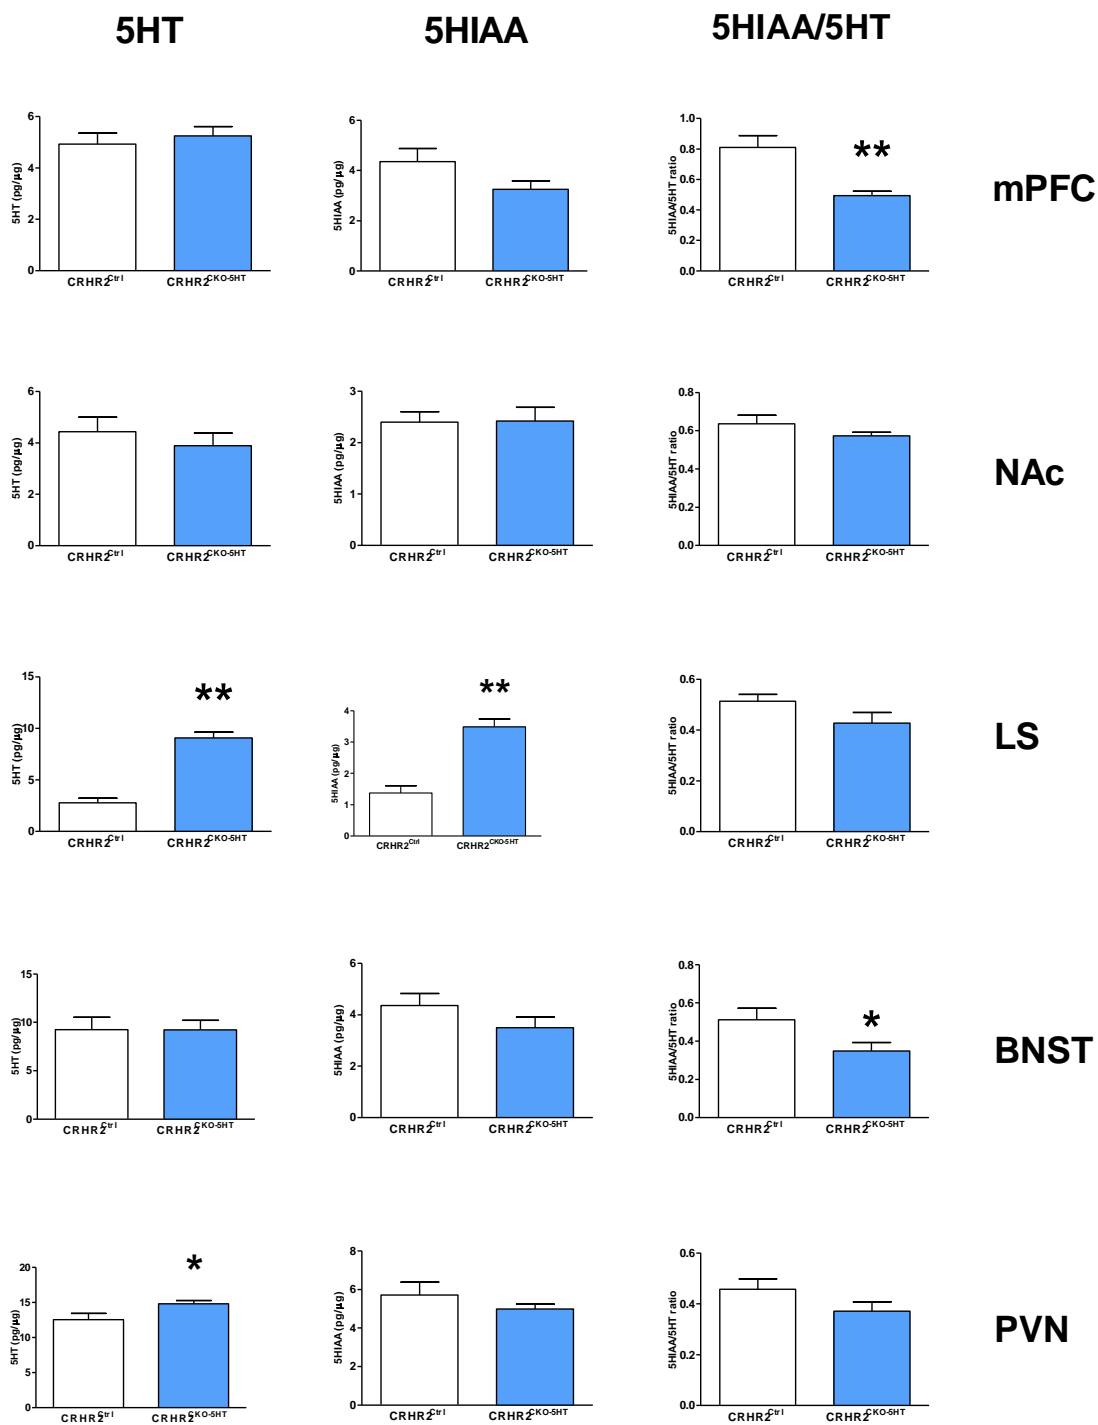 5HT 5HIAA 5HIAA/5HT
5HT (pg/µg)
6
4
2
0
CRHR2Ctrl CRHR2CKO-5HT
5HIAA (pg/µg)
6
4
2
0
CRHR2Ctrl CRHR2CKO-5HT
5HIAA/5HT ratio
1.0
0.8
0.6
0.4
0.2
0.0
**
CRHR2Ctrl CRHR2CKO-5HT
mPFC
5HT (pg/µg)
6
4
2
0
CRHR2Ctrl CRHR2CKO-5HT
5HIAA (pg/µg)
3
2
1
0
CRHR2Ctrl CRHR2CKO-5HT
5HIAA/5HT ratio
0.8
0.6
0.4
0.2
0.0
CRHR2Ctrl CRHR2CKO-5HT
NAc
5HT (pg/µg)
15
10
5
0
**
CRHR2Ctrl CRHR2CKO-5HT
5HIAA (pg/µg)
4
3
2
1
0
**
CRHR2Ctrl CRHR2CKO-5HT
5HIAA/5HT ratio
0.6
0.4
0.2
0.0
CRHR2Ctrl CRHR2CKO-5HT
LS
5HT (pg/µg)
15
10
5
0
CRHR2Ctrl CRHR2CKO-5HT
5HIAA (pg/µg)
6
4
2
0
CRHR2Ctrl CRHR2CKO-5HT
5HIAA/5HT ratio
0.8
0.6
0.4
0.2
0.0
*
CRHR2Ctrl CRHR2CKO-5HT
BNST
5HT (pg/µg)
20
15
10
5
0
*
CRHR2Ctrl CRHR2CKO-5HT
5HIAA (pg/µg)
8
6
4
2
0
CRHR2Ctrl CRHR2CKO-5HT
5HIAA/5HT ratio
0.6
0.4
0.2
0.0
CRHR2Ctrl CRHR2CKO-5HT
PVN